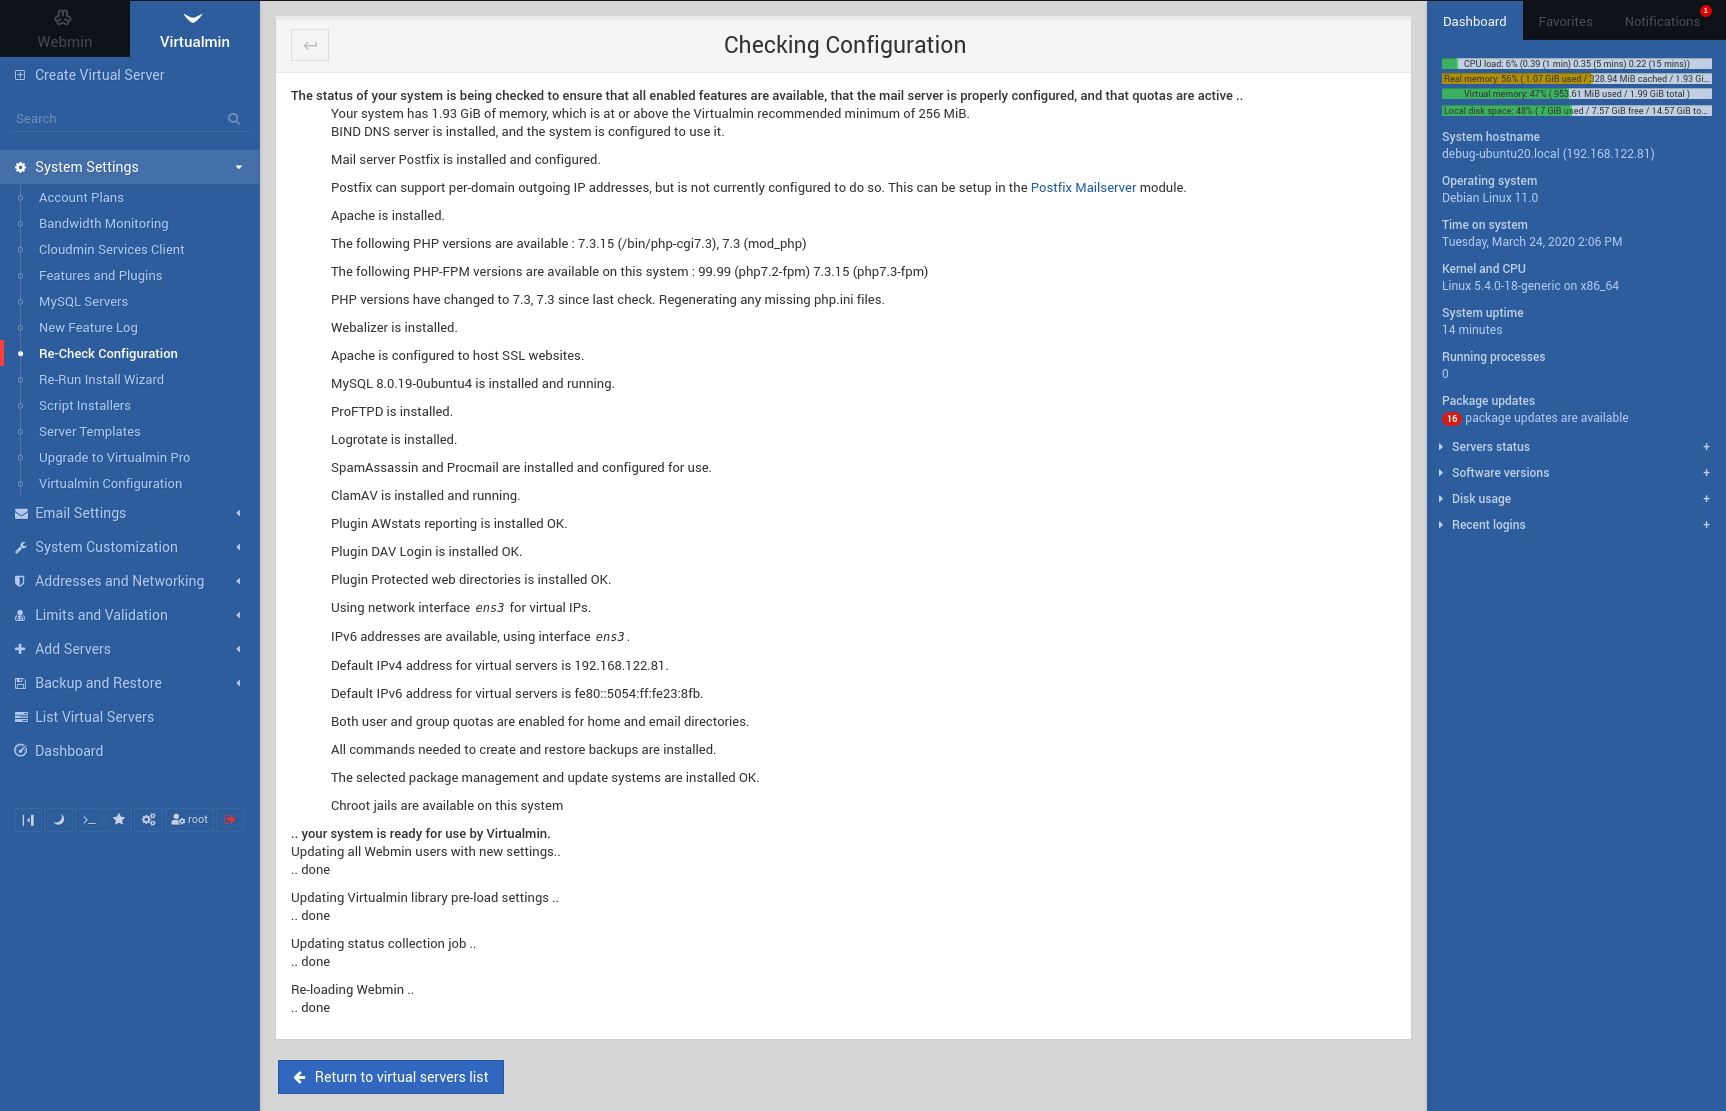 Webmin
Virtualmin
Create Virtual Server
Search
System Settings
Account Plans
Bandwidth Monitoring
Cloudmin Services Client
Features and Plugins
MySQL Servers
New Feature Log
Re-Check Configuration
Re-Run Install Wizard
Script Installers
Server Templates
Upgrade to Virtualmin Pro
Virtualmin Configuration
Email Settings
System Customization
Addresses and Networking
Limits and Validation
Add Servers
Backup and Restore
List Virtual Servers
Dashboard
root
Checking Configuration
The status of your system is being checked to ensure that all enabled features are available, that the mail server is properly configured, and that quotas are active ..
Your system has 1.93 GiB of memory, which is at or above the Virtualmin recommended minimum of 256 MiB.
BIND DNS server is installed, and the system is configured to use it.
Mail server Postfix is installed and configured.
Postfix can support per-domain outgoing IP addresses, but is not currently configured to do so. This can be setup in the Postfix Mailserver module.
Apache is installed.
The following PHP versions are available : 7.3.15 (/bin/php-cgi7.3), 7.3 (mod_php)
The following PHP-FPM versions are available on this system : 99.99 (php7.2-fpm) 7.3.15 (php7.3-fpm)
PHP versions have changed to 7.3, 7.3 since last check. Regenerating any missing php.ini files.
Webalizer is installed.
Apache is configured to host SSL websites.
MySQL 8.0.19-0ubuntu4 is installed and running.
ProFTPD is installed.
Logrotate is installed.
SpamAssassin and Procmail are installed and configured for use.
ClamAV is installed and running.
Plugin AWstats reporting is installed OK.
Plugin DAV Login is installed OK.
Plugin Protected web directories is installed OK.
Using network interface ens3 for virtual IPs.
IPv6 addresses are available, using interface ens3 .
Default IPv4 address for virtual servers is 192.168.122.81.
Default IPv6 address for virtual servers is fe80::5054:ff:fe23:8fb.
Both user and group quotas are enabled for home and email directories.
All commands needed to create and restore backups are installed.
The selected package management and update systems are installed OK.
Chroot jails are available on this system
.. your system is ready for use by Virtualmin.
Updating all Webmin users with new settings..
.. done
Updating Virtualmin library pre-load settings ..
.. done
Updating status collection job ..
.. done
Re-loading Webmin ..
.. done
Return to virtual servers list
Dashboard
Favorites
Notifications
1
CPU load: 6% (0.39 (1 min) 0.35 (5 mins) 0.22 (15 mins))
Real memory: 56% ( 1.07 GiB used / 328.94 MiB cached / 1.93 Gi...
Virtual memory: 47% ( 953.61 MiB used / 1.99 GiB total )
Local disk space: 48% ( 7 GiB used / 7.57 GiB free / 14.57 GiB to...
System hostname
debug-ubuntu20.local (192.168.122.81)
Operating system
Debian Linux 11.0
Time on system
Tuesday, March 24, 2020 2:06 PM
Kernel and CPU
Linux 5.4.0-18-generic on x86_64
System uptime
14 minutes
Running processes
0
Package updates
16 package updates are available
Servers status +
Software versions +
Disk usage +
Recent logins +